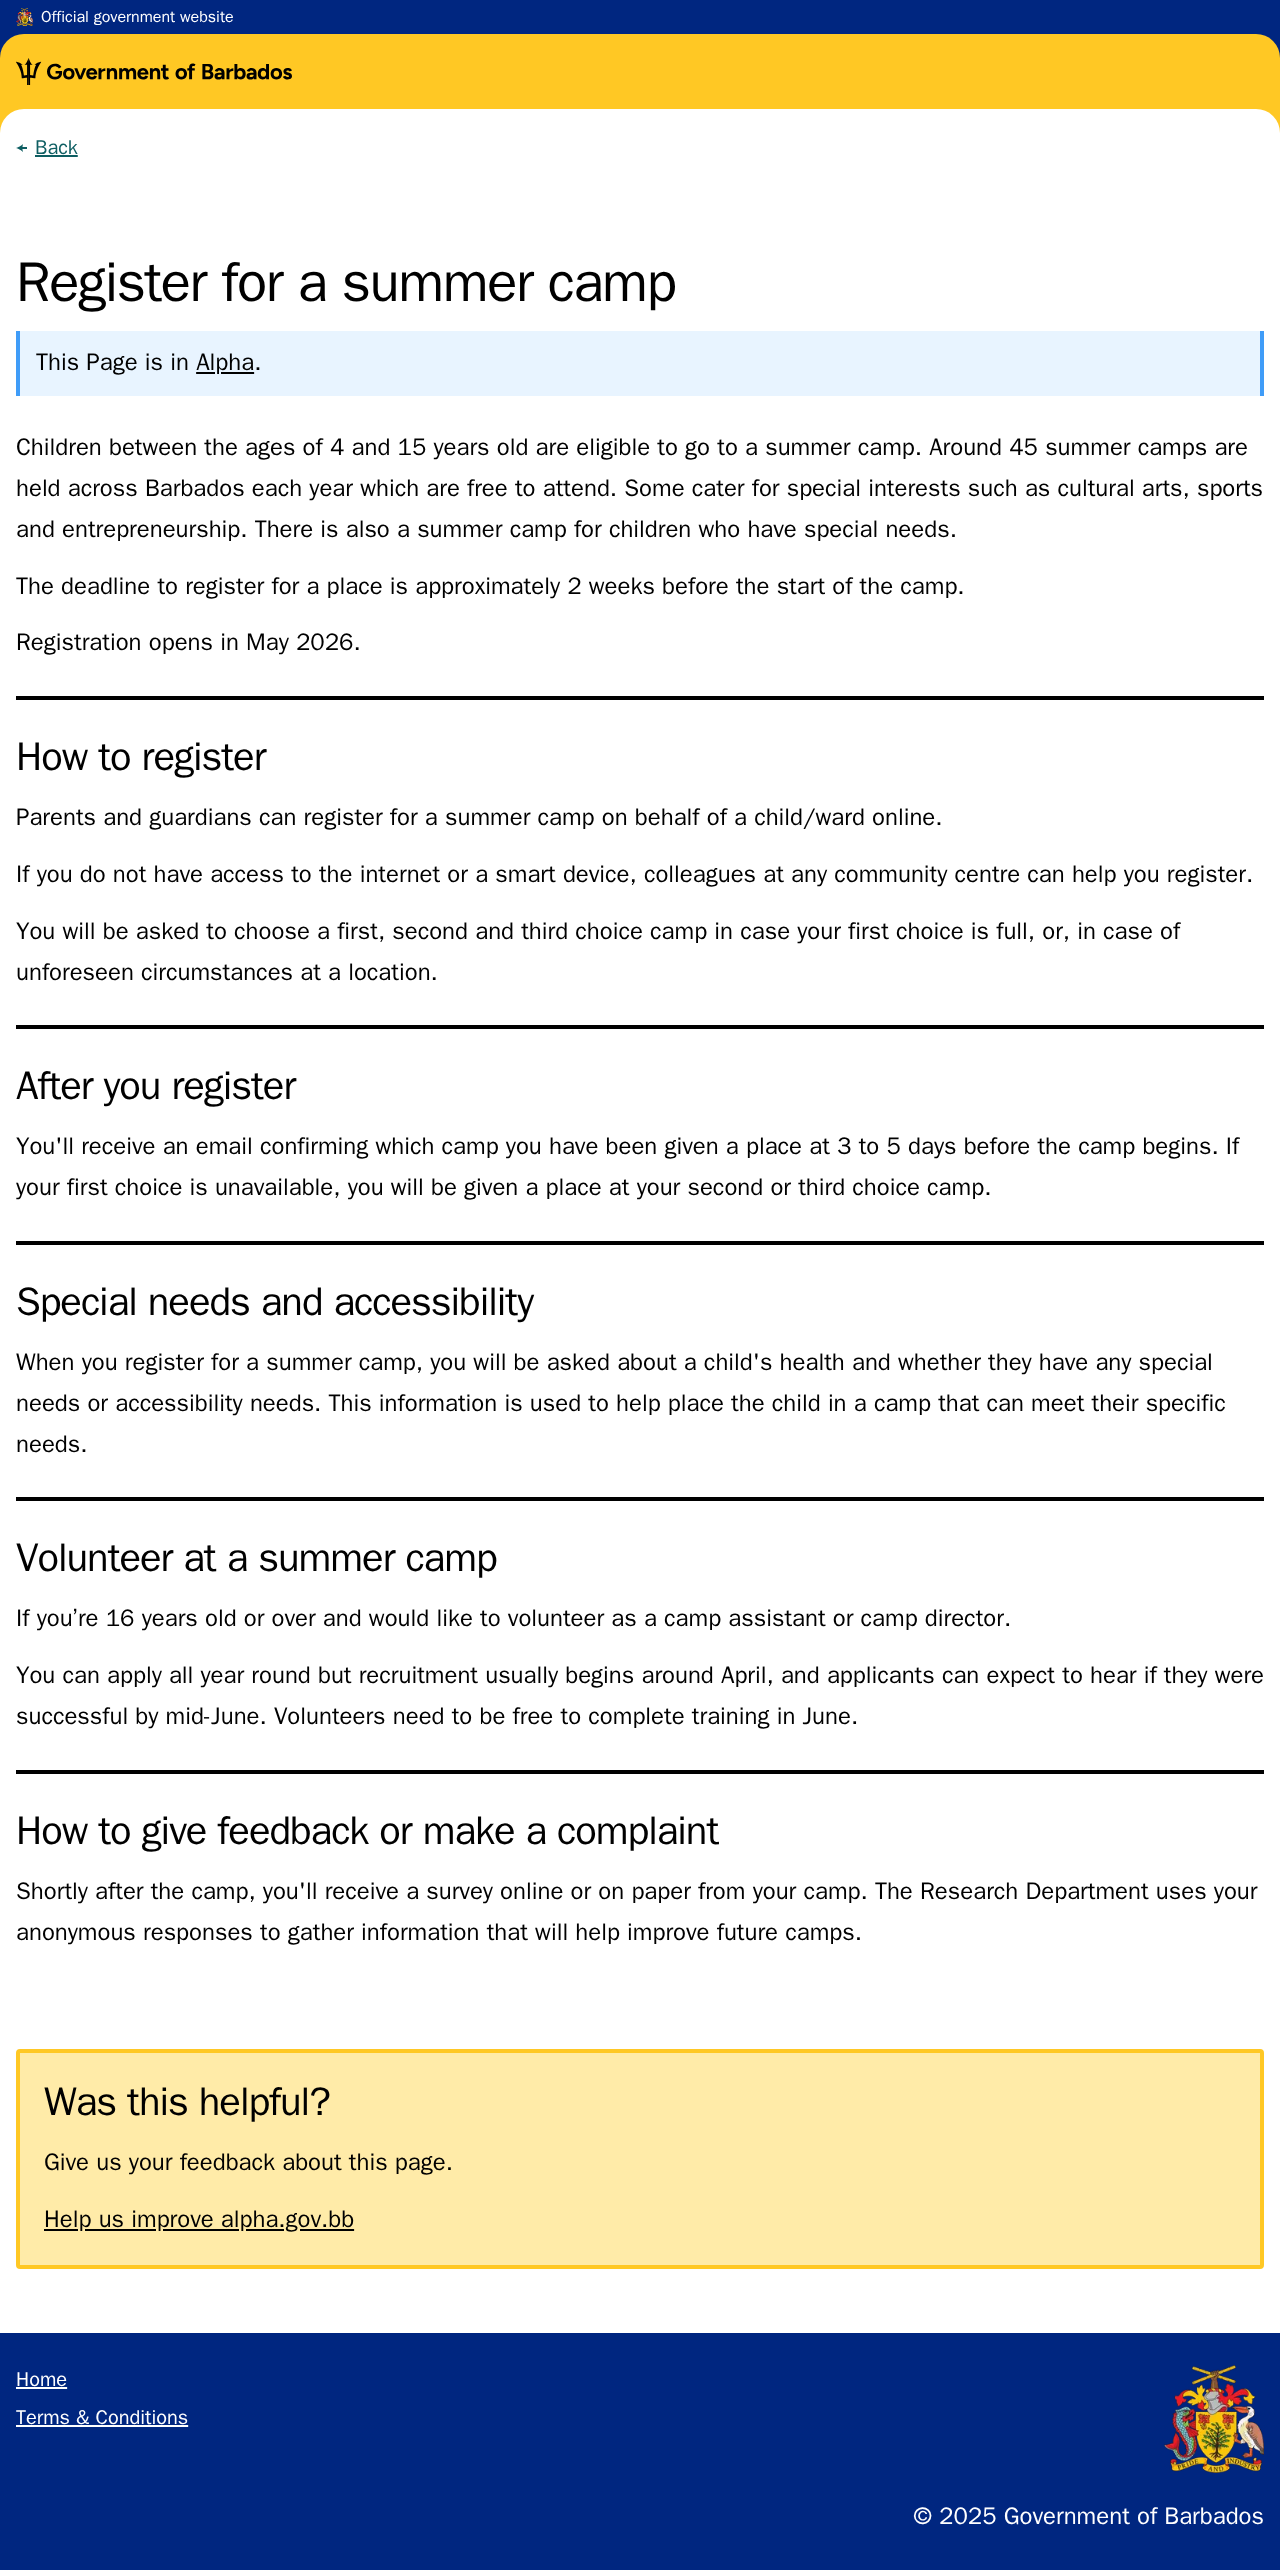 Official government website
Government of Barbados
← Back
Register for a summer camp
This Page is in Alpha.
Children between the ages of 4 and 15 years old are eligible to go to a summer camp. Around 45 summer camps are
held across Barbados each year which are free to attend. Some cater for special interests such as cultural arts, sports
and entrepreneurship. There is also a summer camp for children who have special needs.
The deadline to register for a place is approximately 2 weeks before the start of the camp.
Registration opens in May 2026.
How to register
Parents and guardians can register for a summer camp on behalf of a child/ward online.
If you do not have access to the internet or a smart device, colleagues at any community centre can help you register.
You will be asked to choose a first, second and third choice camp in case your first choice is full, or, in case of
unforeseen circumstances at a location.
After you register
You'll receive an email confirming which camp you have been given a place at 3 to 5 days before the camp begins. If
your first choice is unavailable, you will be given a place at your second or third choice camp.
Special needs and accessibility
When you register for a summer camp, you will be asked about a child's health and whether they have any special
needs or accessibility needs. This information is used to help place the child in a camp that can meet their specific
needs.
Volunteer at a summer camp
If you’re 16 years old or over and would like to volunteer as a camp assistant or camp director.
You can apply all year round but recruitment usually begins around April, and applicants can expect to hear if they were
successful by mid-June. Volunteers need to be free to complete training in June.
How to give feedback or make a complaint
Shortly after the camp, you'll receive a survey online or on paper from your camp. The Research Department uses your
anonymous responses to gather information that will help improve future camps.
Was this helpful?
Give us your feedback about this page.
Help us improve alpha.gov.bb
Home
Terms & Conditions
PRIDE AND INDUSTRY
© 2025 Government of Barbados